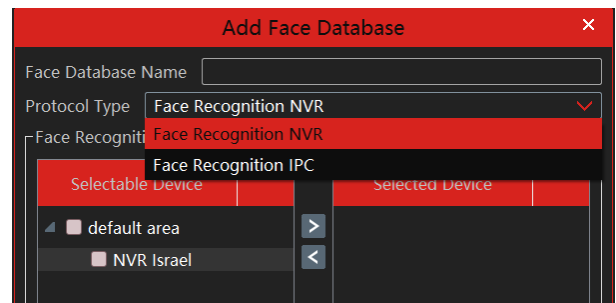 Add Face Database ×
Face Database Name
Protocol Type Face Recognition NVR
Face Recogniti Face Recognition NVR
Face Recognition IPC
Selectable Device Selected Device
default area >
NVR Israel <